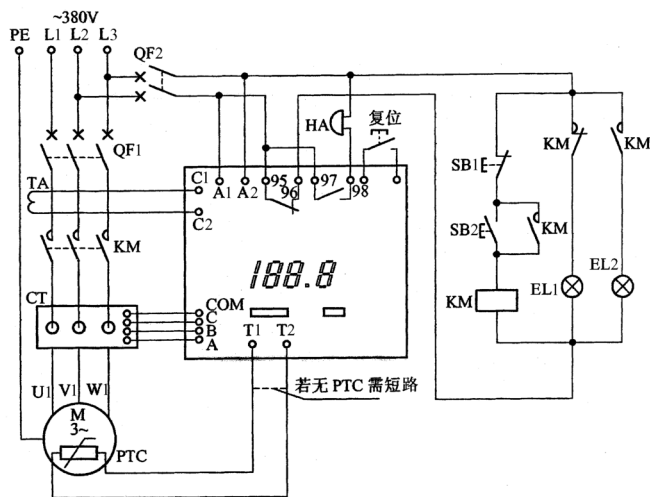 ~380V
PE L1 L2 L3
QF2
HA
复位
QF1
TA
C1
A1 A2 95 96 97 98
C2
KM
SB1
KM
KM
SB2
KM
188.8
CT
COM
C
B
A
T1 T2
KM
EL1
EL2
U1 V1 W1
若无 PTC 需短路
M
3~
PTC